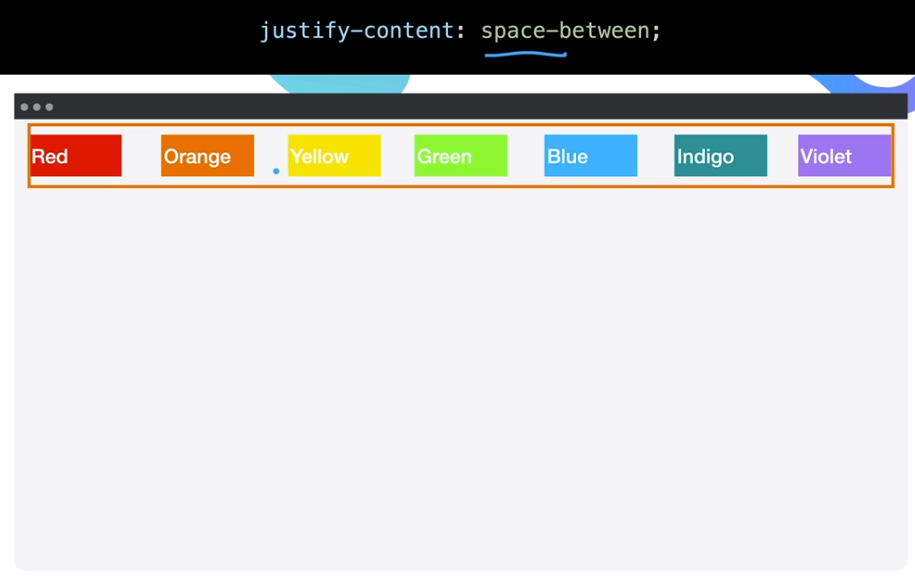 justify-content: space-between;
Red Orange Yellow Green Blue Indigo Violet